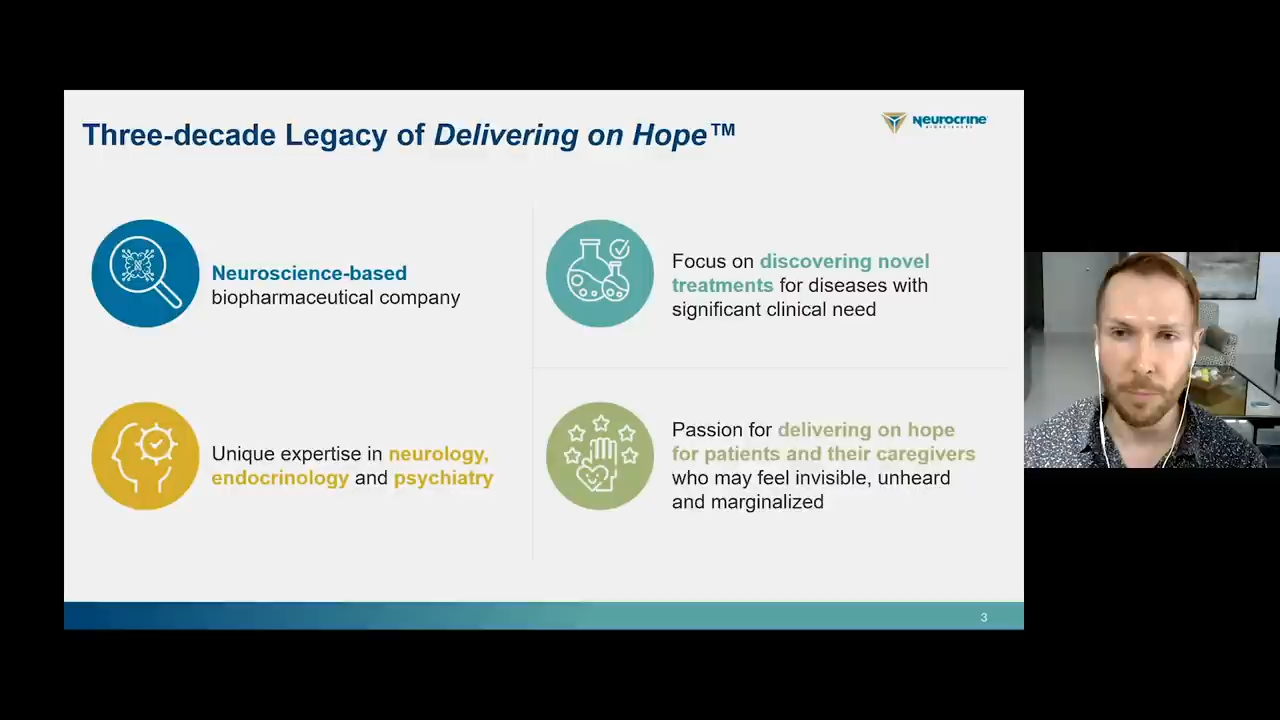 Three-decade Legacy of Delivering on Hope™
Neurocrine
BIOSCIENCES
Neuroscience-based
biopharmaceutical company
Focus on discovering novel
treatments for diseases with
significant clinical need
Unique expertise in neurology,
endocrinology and psychiatry
Passion for delivering on hope
for patients and their caregivers
who may feel invisible, unheard
and marginalized
3